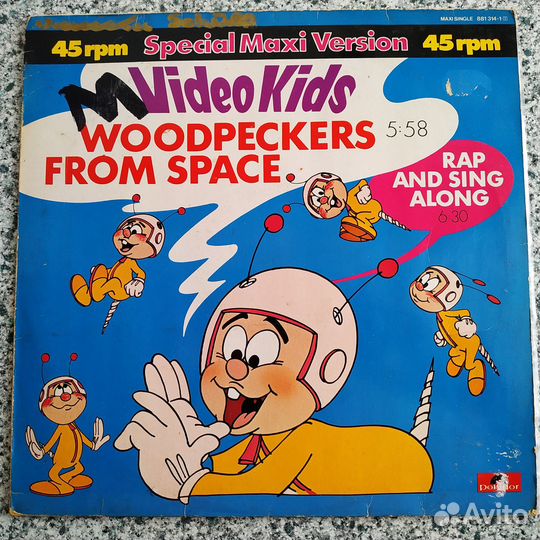 MAXI SINGLE 881 314-1
45 rpm Special Maxi Version 45 rpm
M Video Kids
WOODPECKERS 5:58
FROM SPACE.
RAP
AND SING
ALONG
6:30
polydor
Avito